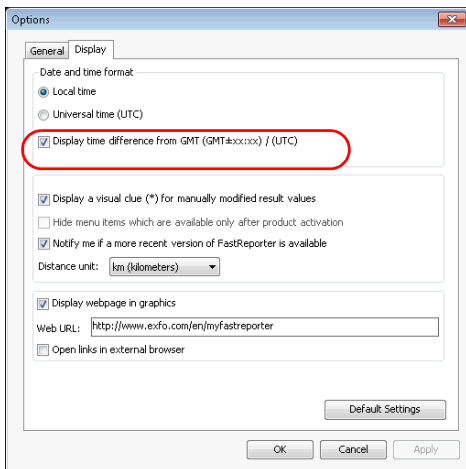 Options
General
Display
Date and time format
Local time
Universal time (UTC)
Display time difference from GMT (GMT±xx:xx) / (UTC)
Display a visual clue (*) for manually modified result values
Hide menu items which are available only after product activation
Notify me if a more recent version of FastReporter is available
Distance unit: km (kilometers)
Display webpage in graphics
Web URL: http://www.exfo.com/en/myfastreporter
Open links in external browser
Default Settings
OK Cancel Apply